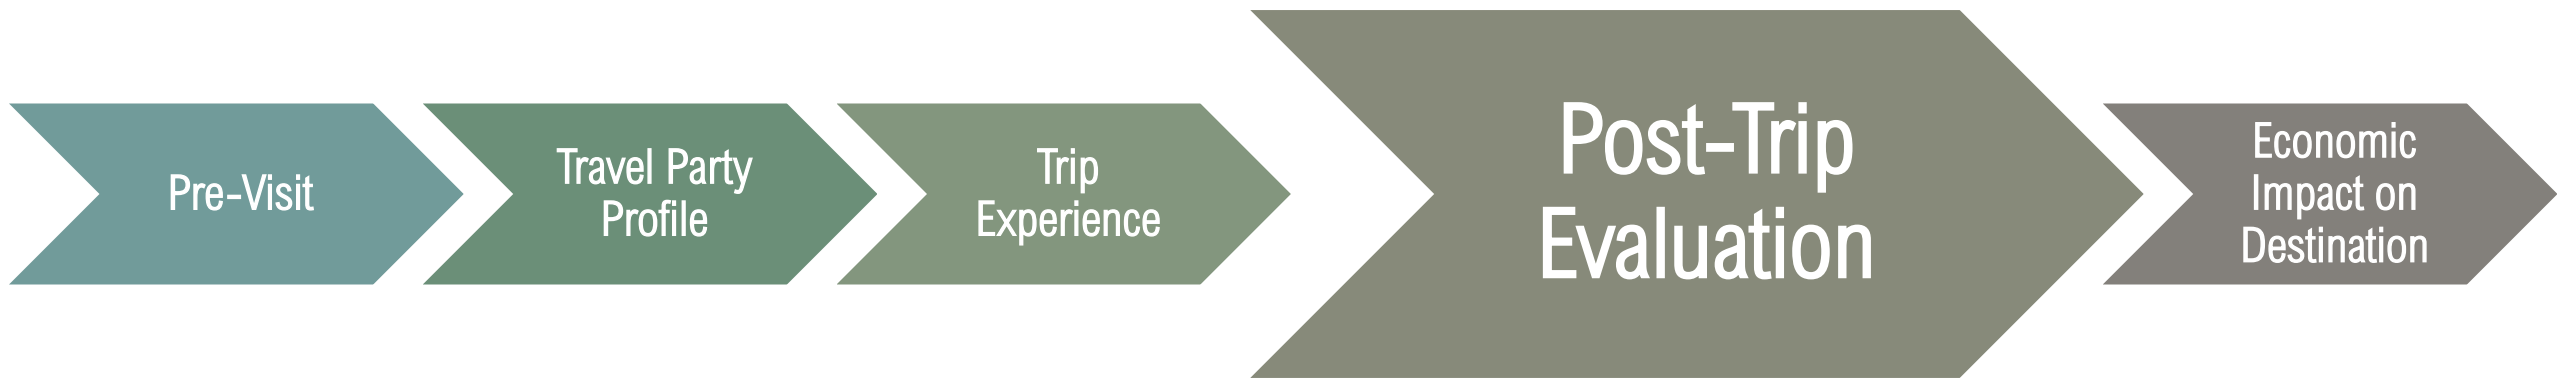 Pre-Visit
Travel Party
Profile
Trip
Experience
Post-Trip
Evaluation
Economic
Impact on
Destination